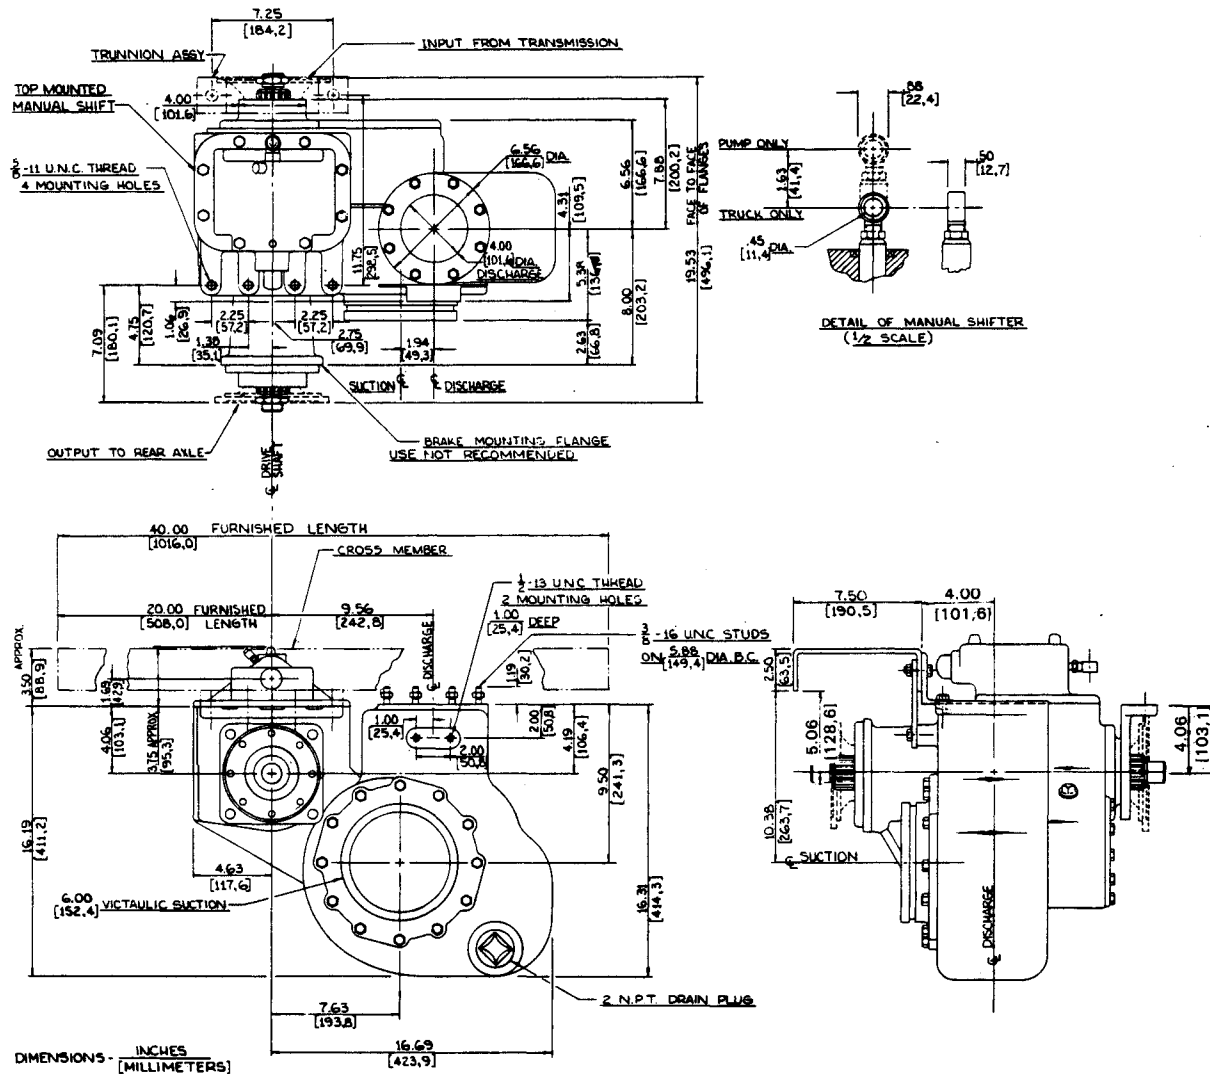 7.25
[184,2]
TRUNNION ASSY
INPUT FROM TRANSMISSION
TOP MOUNTED
MANUAL SHIFT
4.00
[101.6]
-11 U.N.C. THREAD
4 MOUNTING HOLES
6.56
[166,6] DIA.
4.00
[101,6] DIA.
DISCHARGE
11.75
[292,5]
4.31
[109,5]
6.56
[166,6]
7.88
[200,2]
19.53 FACE TO FACE
[496,1] OF FLANGES
5.38
8.00
[203,2]
2.63
[66,8]
7.09
[180,1]
4.75
[120,7]
1.06
[26,9]
2.25
[57,2]
2.25
[57,2]
1.38
[35,1]
2.75
[69,9]
1.94
[49,3]
SUCTION ℄
℄ DISCHARGE
OUTPUT TO REAR AXLE
℄ DRIVE
SHAFT
BRAKE MOUNTING FLANGE
USE NOT RECOMMENDED
.88
[22,4]
PUMP ONLY
1.63
[41,4]
.50
[12,7]
TRUCK ONLY
.45
[11,4] DIA.
DETAIL OF MANUAL SHIFTER
(1/2 SCALE)
40.00 FURNISHED LENGTH
[1016,0]
CROSS MEMBER
20.00 FURNISHED
[508,0] LENGTH
9.56
[242,8]
1/2-13 U.N.C THREAD
2 MOUNTING HOLES
1.00
[25,4] DEEP
3/8-16 UNC STUDS
ON 5.88
[149,4] DIA. B.C.
℄ DISCHARGE
1.19
[30,2]
3.50 APPROX.
[88,9]
1.69
[42,9]
4.06
[103,1]
3.75 APPROX
[95,3]
1.00
[25,4]
2.00
[50,8]
2.00
[50,8]
4.19
[106,4]
9.50
[241,3]
16.19
[411,2]
4.63
[117,6]
6.00
[152,4] VICTAULIC SUCTION
16.31
[414,3]
2 N.P.T. DRAIN PLUG
7.63
[193,8]
16.69
[423,9]
7.50
[190,5]
4.00
[101,6]
2.50
[63,5]
5.06
[128,6]
10.38
[263,7]
℄ SUCTION
℄ DISCHARGE
4.06
[103,1]
DIMENSIONS - INCHES
[MILLIMETERS]